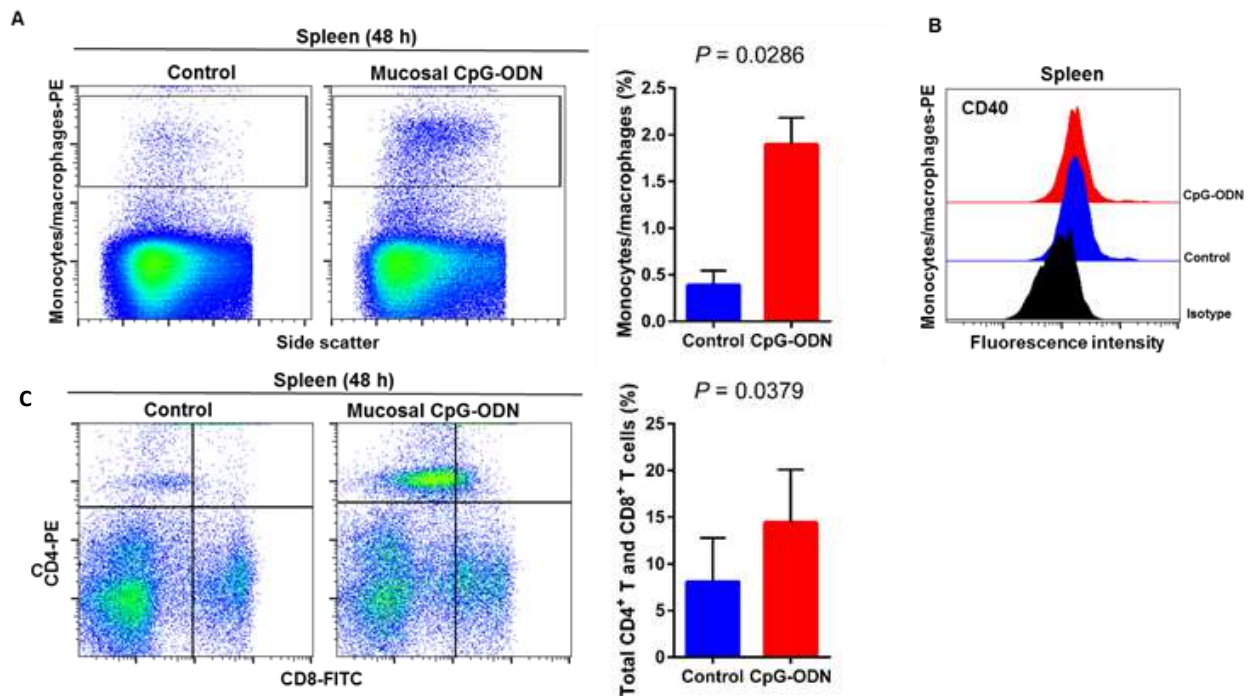 A
Spleen (48 h)
Control
Mucosal CpG-ODN
Monocytes/macrophages-PE
Side scatter
P = 0.0286
Monocytes/macrophages (%)
2.5
2.0
1.5
1.0
0.5
0.0
Control CpG-ODN
B
Spleen
CD40
Monocytes/macrophages-PE
CpG-ODN
Control
Isotype
Fluorescence intensity
C
Spleen (48 h)
Control
Mucosal CpG-ODN
C
CD4-PE
CD8-FITC
P = 0.0379
Total CD4⁺ T and CD8⁺ T cells (%)
25
20
15
10
5
0
Control CpG-ODN